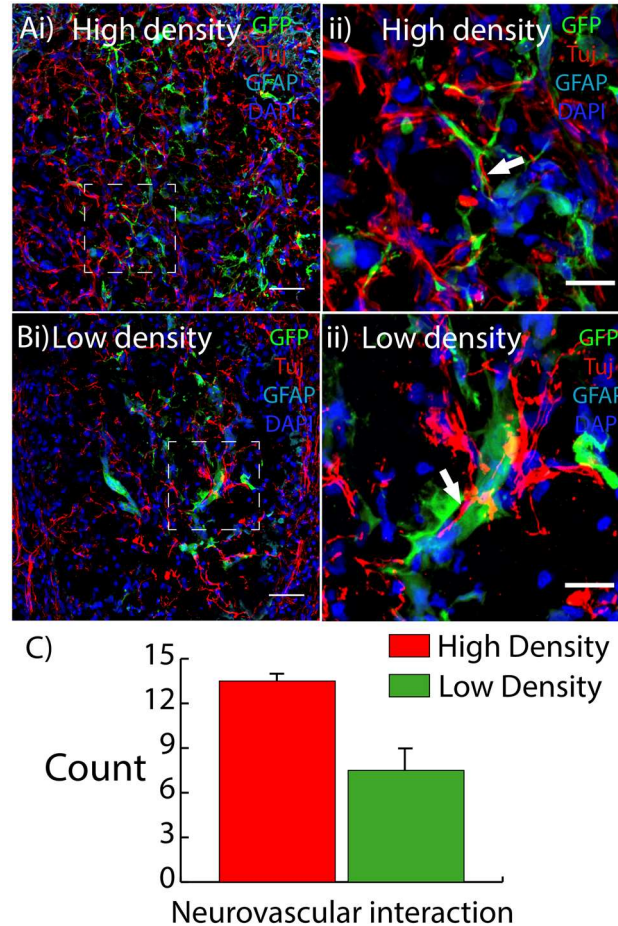 Ai) High density GFP
Tuj
GFAP
DAPI
ii) High density GFP
Tuj
GFAP
DAPI
Bi) Low density GFP
Tuj
GFAP
DAPI
ii) Low density GFP
Tuj
GFAP
DAPI
C)
High Density
Low Density
15
12
9
6
3
0
Count
Neurovascular interaction